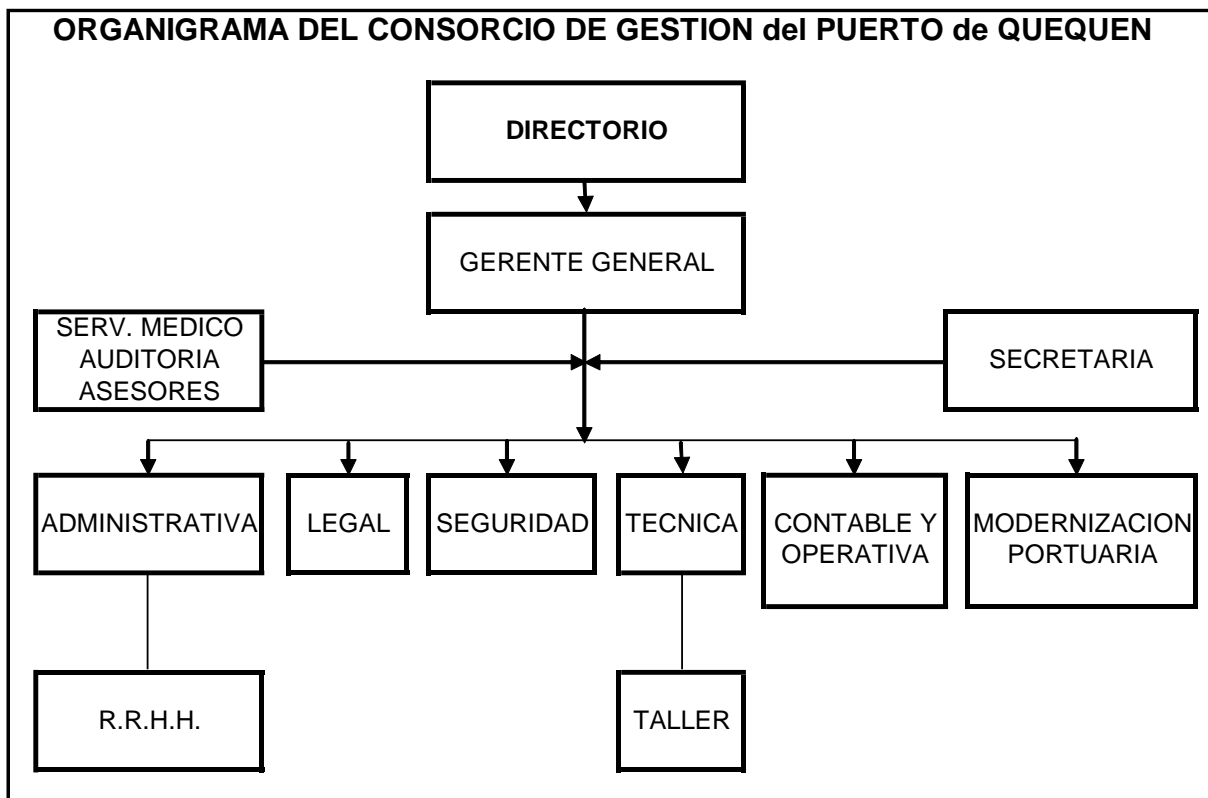 ORGANIGRAMA DEL CONSORCIO DE GESTION del PUERTO de QUEQUEN
DIRECTORIO
GERENTE GENERAL
SERV. MEDICO
AUDITORIA
ASESORES
SECRETARIA
ADMINISTRATIVA
LEGAL
SEGURIDAD
TECNICA
CONTABLE Y
OPERATIVA
MODERNIZACION
PORTUARIA
R.R.H.H.
TALLER